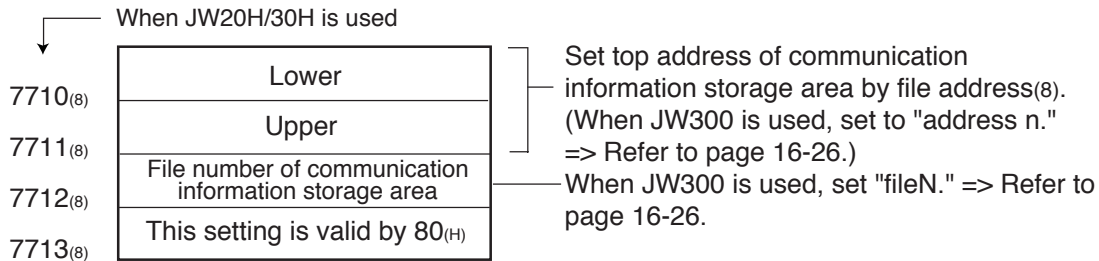 When JW20H/30H is used
7710(8)
Lower
7711(8)
Upper
7712(8)
File number of communication
information storage area
7713(8)
This setting is valid by 80(H)
Set top address of communication
information storage area by file address(8).
(When JW300 is used, set to "address n."
=> Refer to page 16-26.)
When JW300 is used, set "fileN." => Refer to
page 16-26.